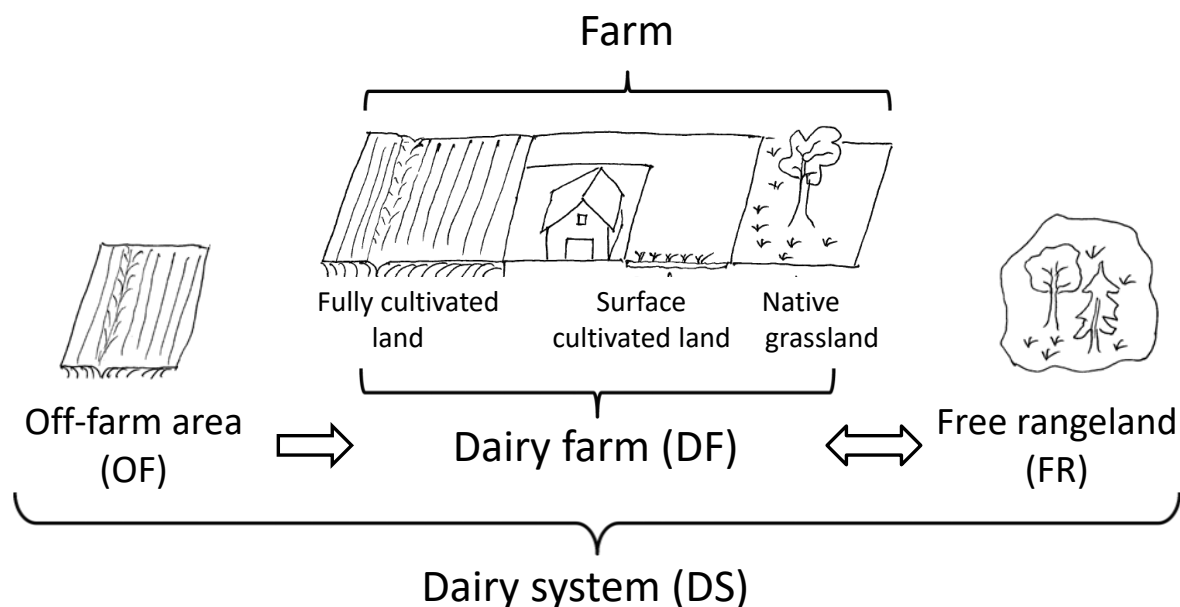 Farm
Fully cultivated
land
Surface
cultivated land
Native
grassland
Off-farm area
(OF)
Dairy farm (DF)
Free rangeland
(FR)
Dairy system (DS)